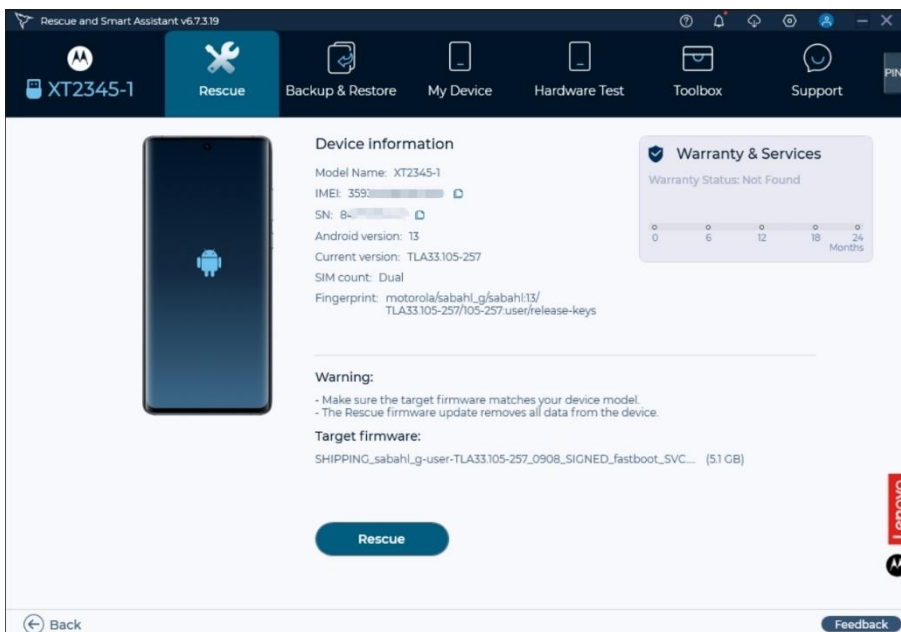 Rescue and Smart Assistant v6.7.3.19
XT2345-1
Rescue
Backup & Restore
My Device
Hardware Test
Toolbox
Support
PIN
Device information
Model Name: XT2345-1
IMEI: 359
SN: 8
Android version: 13
Current version: TLA33.105-257
SIM count: Dual
Fingerprint: motorola/sabahl_g/sabahl:13/
TLA33.105-257/105-257:user/release-keys
Warranty & Services
Warranty Status: Not Found
0 6 12 18 24
Months
Warning:
- Make sure the target firmware matches your device model.
- The Rescue firmware update removes all data from the device.
Target firmware:
SHIPPING_sabahl_g-user-TLA33.105-257_0908_SIGNED_fastboot_SVC.... (5.1 GB)
Rescue
Lenovo
Back
Feedback